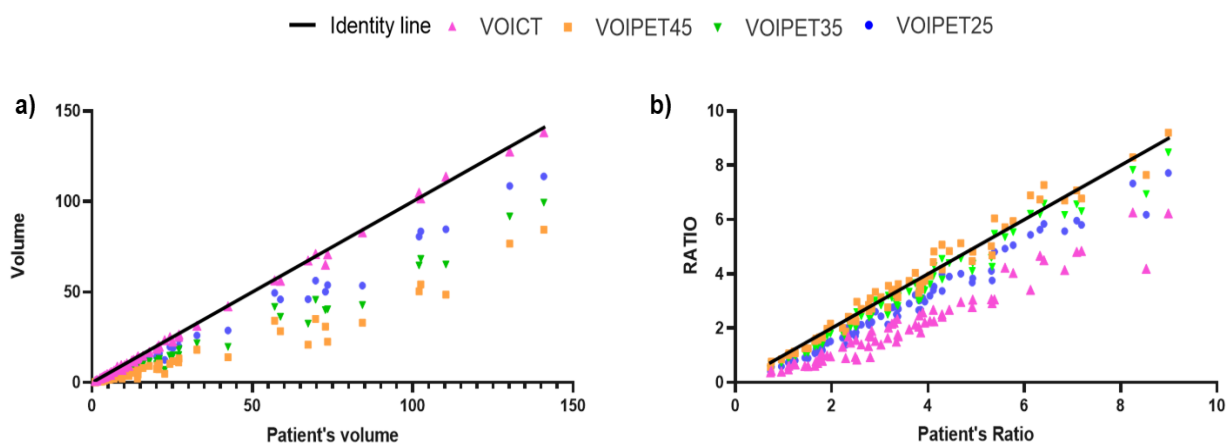 Identity line VOICT VOIPET45 VOIPET35 VOIPET25
a)
150
100
50
0
Volume
0 50 100 150
Patient's volume
b)
10
8
6
4
2
0
RATIO
0 2 4 6 8 10
Patient's Ratio